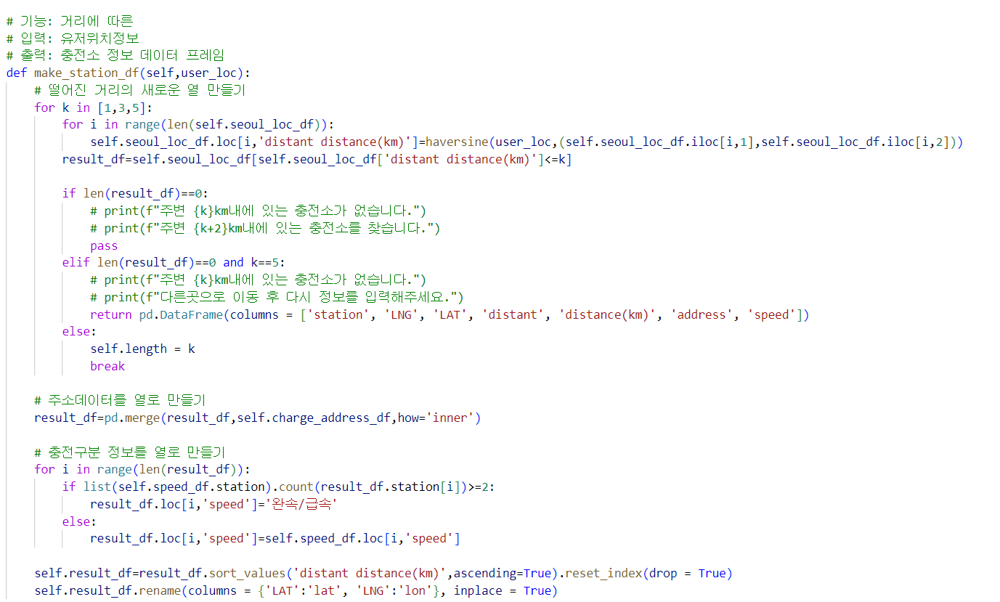 # 기능: 거리에 따른
# 입력: 유저위치정보
# 출력: 충전소 정보 데이터 프레임
def make_station_df(self,user_loc):
    # 떨어진 거리의 새로운 열 만들기
    for k in [1,3,5]:
        for i in range(len(self.seoul_loc_df)):
            self.seoul_loc_df.loc[i,'distant distance(km)']=haversine(user_loc,(self.seoul_loc_df.iloc[i,1],self.seoul_loc_df.iloc[i,2]))
        result_df=self.seoul_loc_df[self.seoul_loc_df['distant distance(km)']<=k]
        if len(result_df)==0:
            # print(f"주변 {k}km내에 있는 충전소가 없습니다.")
            # print(f"주변 {k+2}km내에 있는 충전소를 찾습니다.")
            pass
        elif len(result_df)==0 and k==5:
            # print(f"주변 {k}km내에 있는 충전소가 없습니다.")
            # print(f"다른곳으로 이동 후 다시 정보를 입력해주세요.")
            return pd.DataFrame(columns = ['station', 'LNG', 'LAT', 'distant', 'distance(km)', 'address', 'speed'])
        else:
            self.length = k
            break
    # 주소데이터를 열로 만들기
    result_df=pd.merge(result_df,self.charge_address_df,how='inner')
    # 충전구분 정보를 열로 만들기
    for i in range(len(result_df)):
        if list(self.speed_df.station).count(result_df.station[i])>=2:
            result_df.loc[i,'speed']='완속/급속'
        else:
            result_df.loc[i,'speed']=self.speed_df.loc[i,'speed']
    self.result_df=result_df.sort_values('distant distance(km)',ascending=True).reset_index(drop = True)
    self.result_df.rename(columns = {'LAT':'lat', 'LNG':'lon'}, inplace = True)